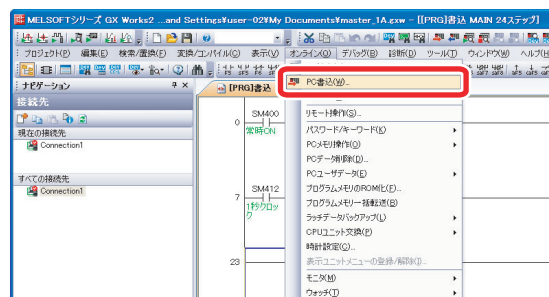 MELSOFTシリーズ GX Works2 ...and Settings¥user-02¥My Documents¥master_1A.gxw - [[PRG]書込 MAIN 24ステップ]
プロジェクト(P) 編集(E) 検索/置換(F) 変換/コンパイル(C) 表示(V) オンライン(O) デバッグ(B) 診断(D) ツール(T) ウィンドウ(W) ヘルプ(H)
ナビゲーション
接続先
現在の接続先
Connection1
すべての接続先
Connection1
[PRG]書込
PC書込(W)...
SM400
0
常時ON
SM412
7
1秒クロック
23
リモート操作(S)...
パスワード/キーワード(K)
PCメモリ操作(O)
PCデータ削除(D)...
PCユーザデータ(E)
プログラムメモリのROM化(F)...
プログラムメモリ一括転送(B)
ラッチデータバックアップ(L)
CPUユニット交換(P)
時計設定(C)...
表示ユニットメニューの登録/解除(I)...
モニタ(M)
ウォッチ(T)